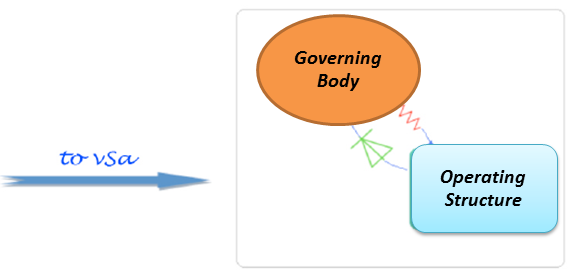 to vSa
Governing
Body
Operating
Structure